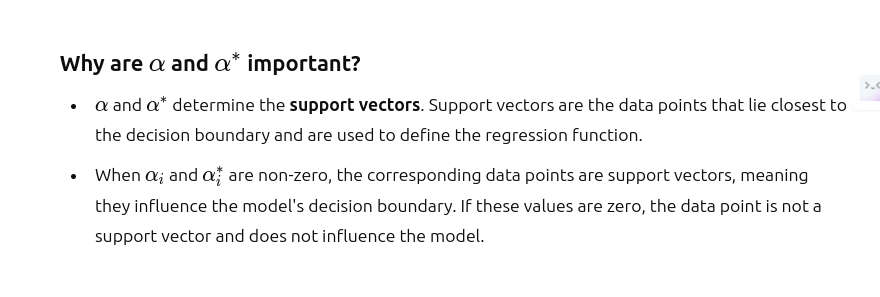 Why are α and α* important?
• α and α* determine the support vectors. Support vectors are the data points that lie closest to
the decision boundary and are used to define the regression function.
• When αᵢ and αᵢ* are non-zero, the corresponding data points are support vectors, meaning
they influence the model's decision boundary. If these values are zero, the data point is not a
support vector and does not influence the model.